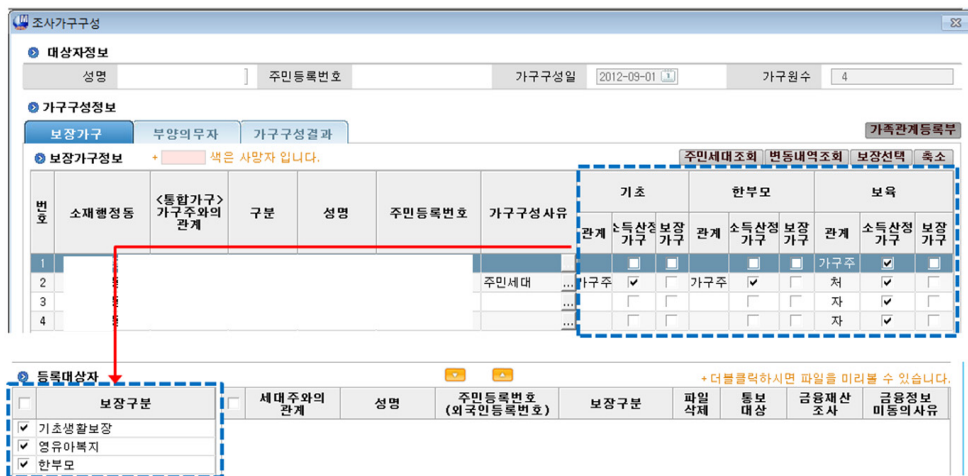 조사가구구성
대상자정보
성명 주민등록번호 가구구성일 2012-09-01 가구원수 4
가구구성정보
보장가구 부양의무자 가구구성결과 가족관계등록부
보장가구정보 + 색은 사망자 입니다. 주민세대조회 변동내역조회 보장선택 축소
번호 소재행정동 <통합가구> 가구주와의 관계 구분 성명 주민등록번호 가구구성사유 기초 한부모 보육
관계 소득산정가구 보장가구 관계 소득산정가구 보장가구 관계 소득산정가구 보장가구
1 ... 가구주
2 주민세대 ... 가구주 가구주 처
3 ... 자
4 ... 자
등록대상자 +더블클릭하시면 파일을 미리볼 수 있습니다.
보장구분 세대주와의 관계 성명 주민등록번호 (외국인등록번호) 보장구분 파일삭제 통보대상 금융재산조사 금융정보미동의사유
기초생활보장
영유아복지
한부모